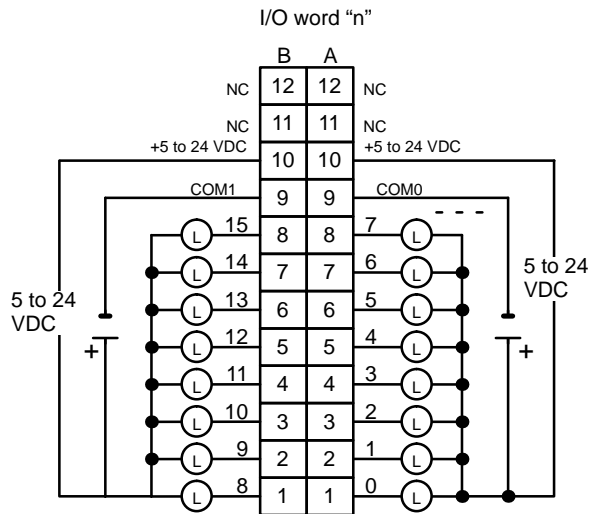 I/O word “n”
B A
NC 12 12 NC
NC 11 11 NC
+5 to 24 VDC 10 10 +5 to 24 VDC
COM1 9 9 COM0
L 15 8 8 7 L
L 14 7 7 6 L
L 13 6 6 5 L
L 12 5 5 4 L
L 11 4 4 3 L
L 10 3 3 2 L
L 9 2 2 1 L
L 8 1 1 0 L
5 to 24
VDC
+
5 to 24
VDC
+